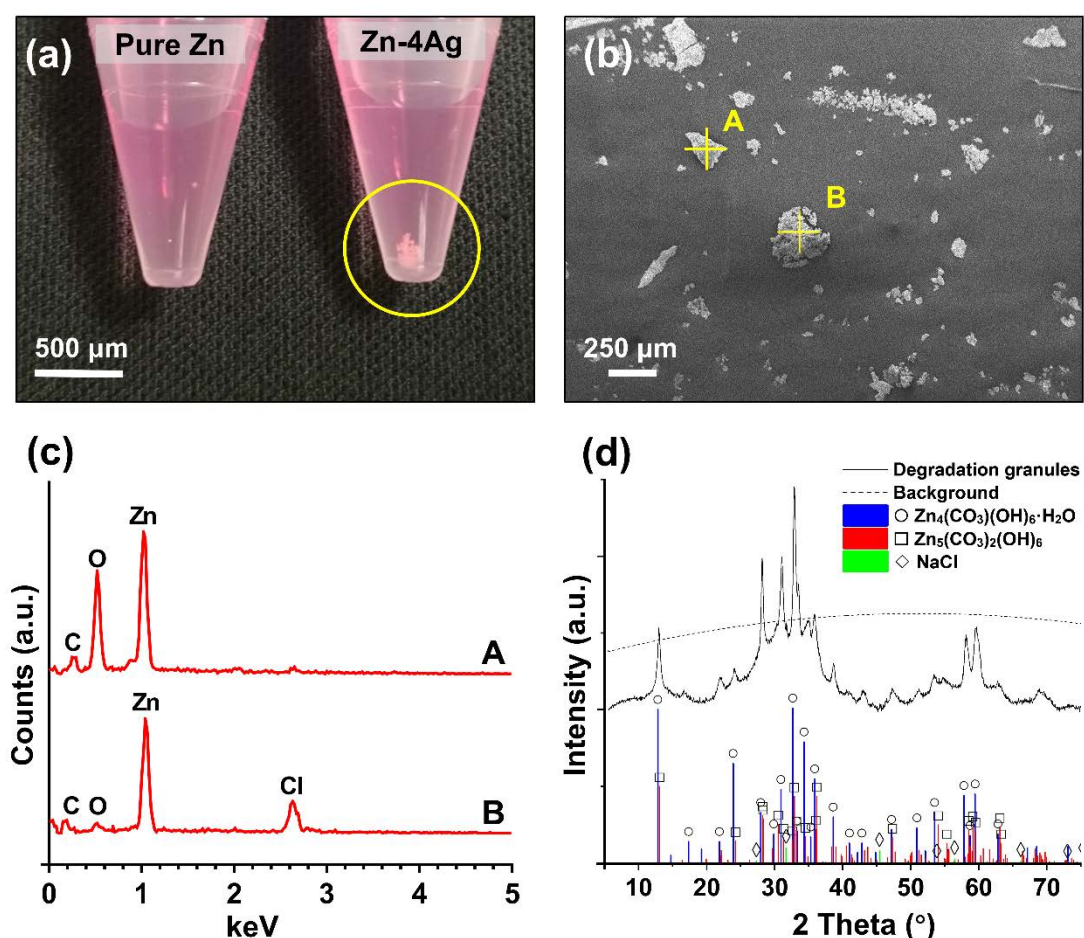 (a)
Pure Zn
Zn-4Ag
500 µm
(b)
A
B
250 µm
(c)
Zn
O
C
A
Zn
Cl
C
O
B
Counts (a.u.)
0 1 2 3 4 5
keV
(d)
Degradation granules
Background
Zn₄(CO₃)(OH)₆·H₂O
Zn₅(CO₃)₂(OH)₆
NaCl
Intensity (a.u.)
10 20 30 40 50 60 70
2 Theta (°)